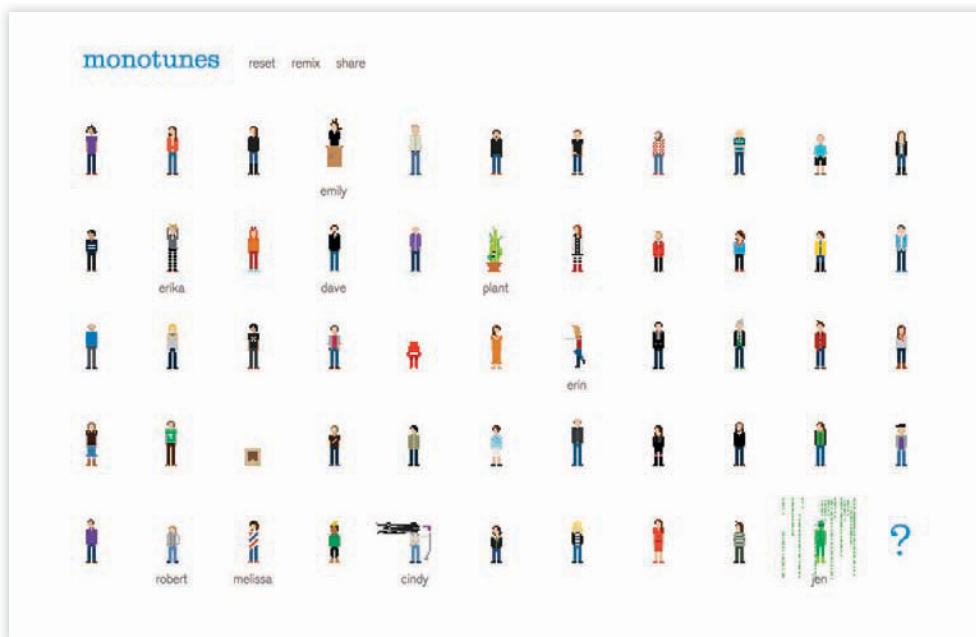 monotunes reset remix share
emily
erika dave plant
erin
robert melissa cindy jen
?